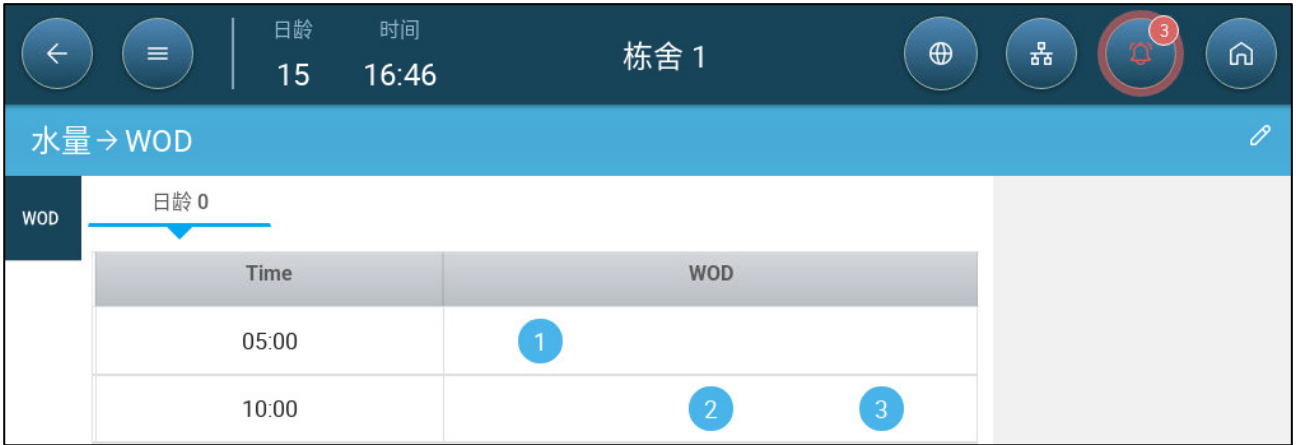 日龄 时间 栋舍 1 3
15 16:46
水量→WOD
WOD 日龄 0
Time WOD
05:00 1
10:00 2 3